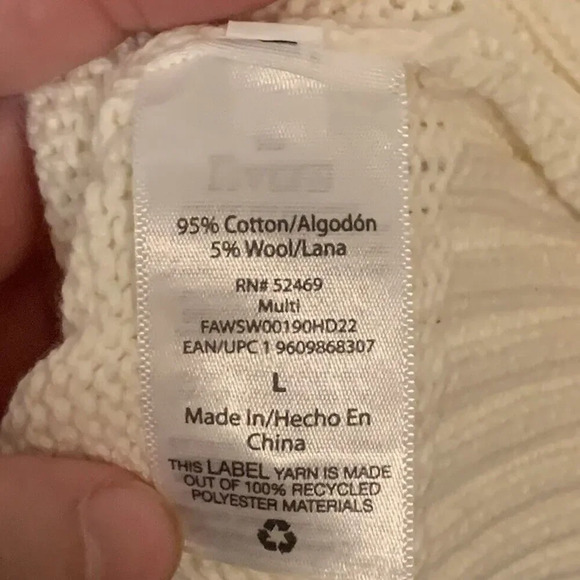 95% Cotton/Algodón
5% Wool/Lana
RN# 52469
Multi
FAWSW00190HD22
EAN/UPC 1 9609868307
L
Made In/Hecho En
China
THIS LABEL YARN IS MADE
OUT OF 100% RECYCLED
POLYESTER MATERIALS